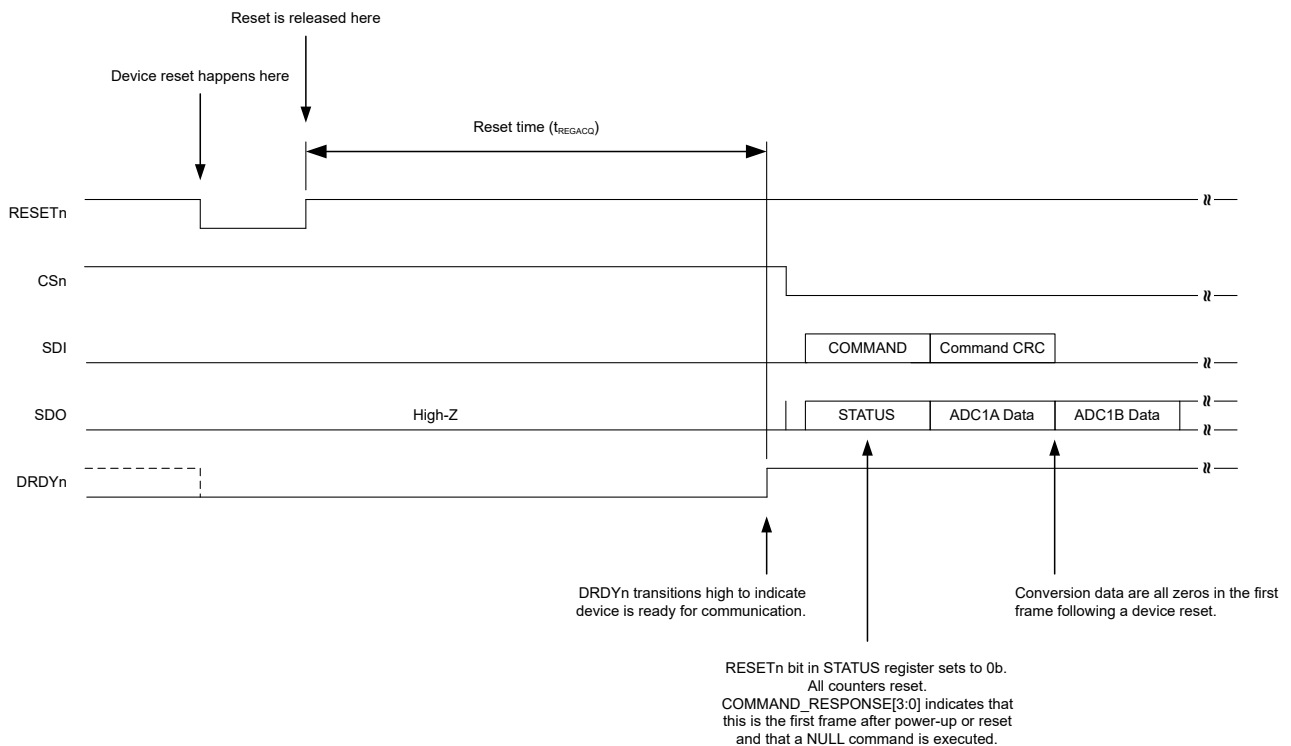 Reset is released here
Device reset happens here
Reset time (tREGACQ)
RESETn
CSn
SDI
COMMAND
Command CRC
SDO
High-Z
STATUS
ADC1A Data
ADC1B Data
DRDYn
DRDYn transitions high to indicate
device is ready for communication.
Conversion data are all zeros in the first
frame following a device reset.
RESETn bit in STATUS register sets to 0b.
All counters reset.
COMMAND_RESPONSE[3:0] indicates that
this is the first frame after power-up or reset
and that a NULL command is executed.